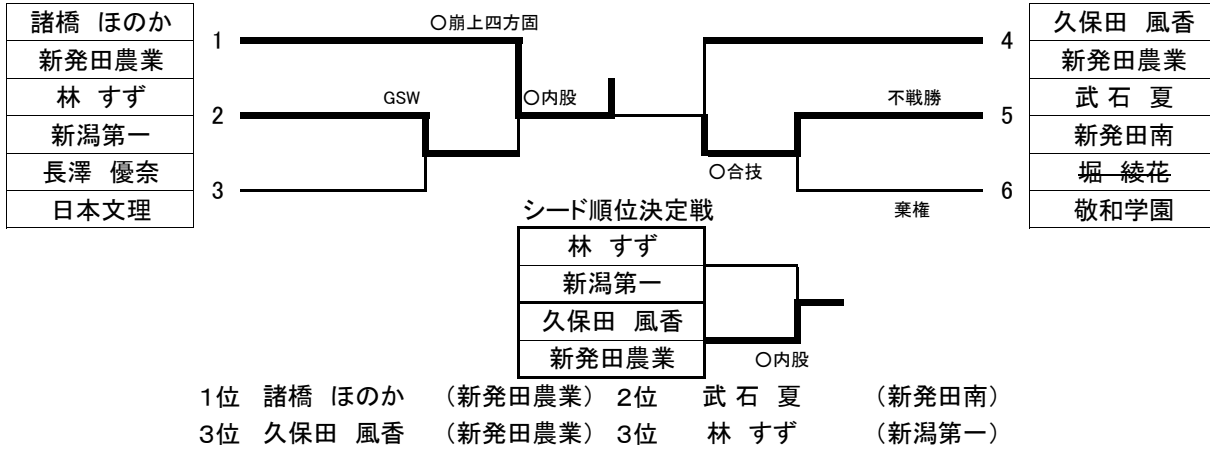 諸橋 ほのか
新発田農業
林 すず
新潟第一
長澤 優奈
日本文理
1
2
3
○崩上四方固
GSW
○内股
不戦勝
○合技
棄権
4
5
6
久保田 風香
新発田農業
武 石 夏
新発田南
堀 綾花
敬和学園
シード順位決定戦
林 すず
新潟第一
久保田 風香
新発田農業
○内股
1位 諸橋 ほのか (新発田農業) 2位 武 石 夏 (新発田南)
3位 久保田 風香 (新発田農業) 3位 林 すず (新潟第一)